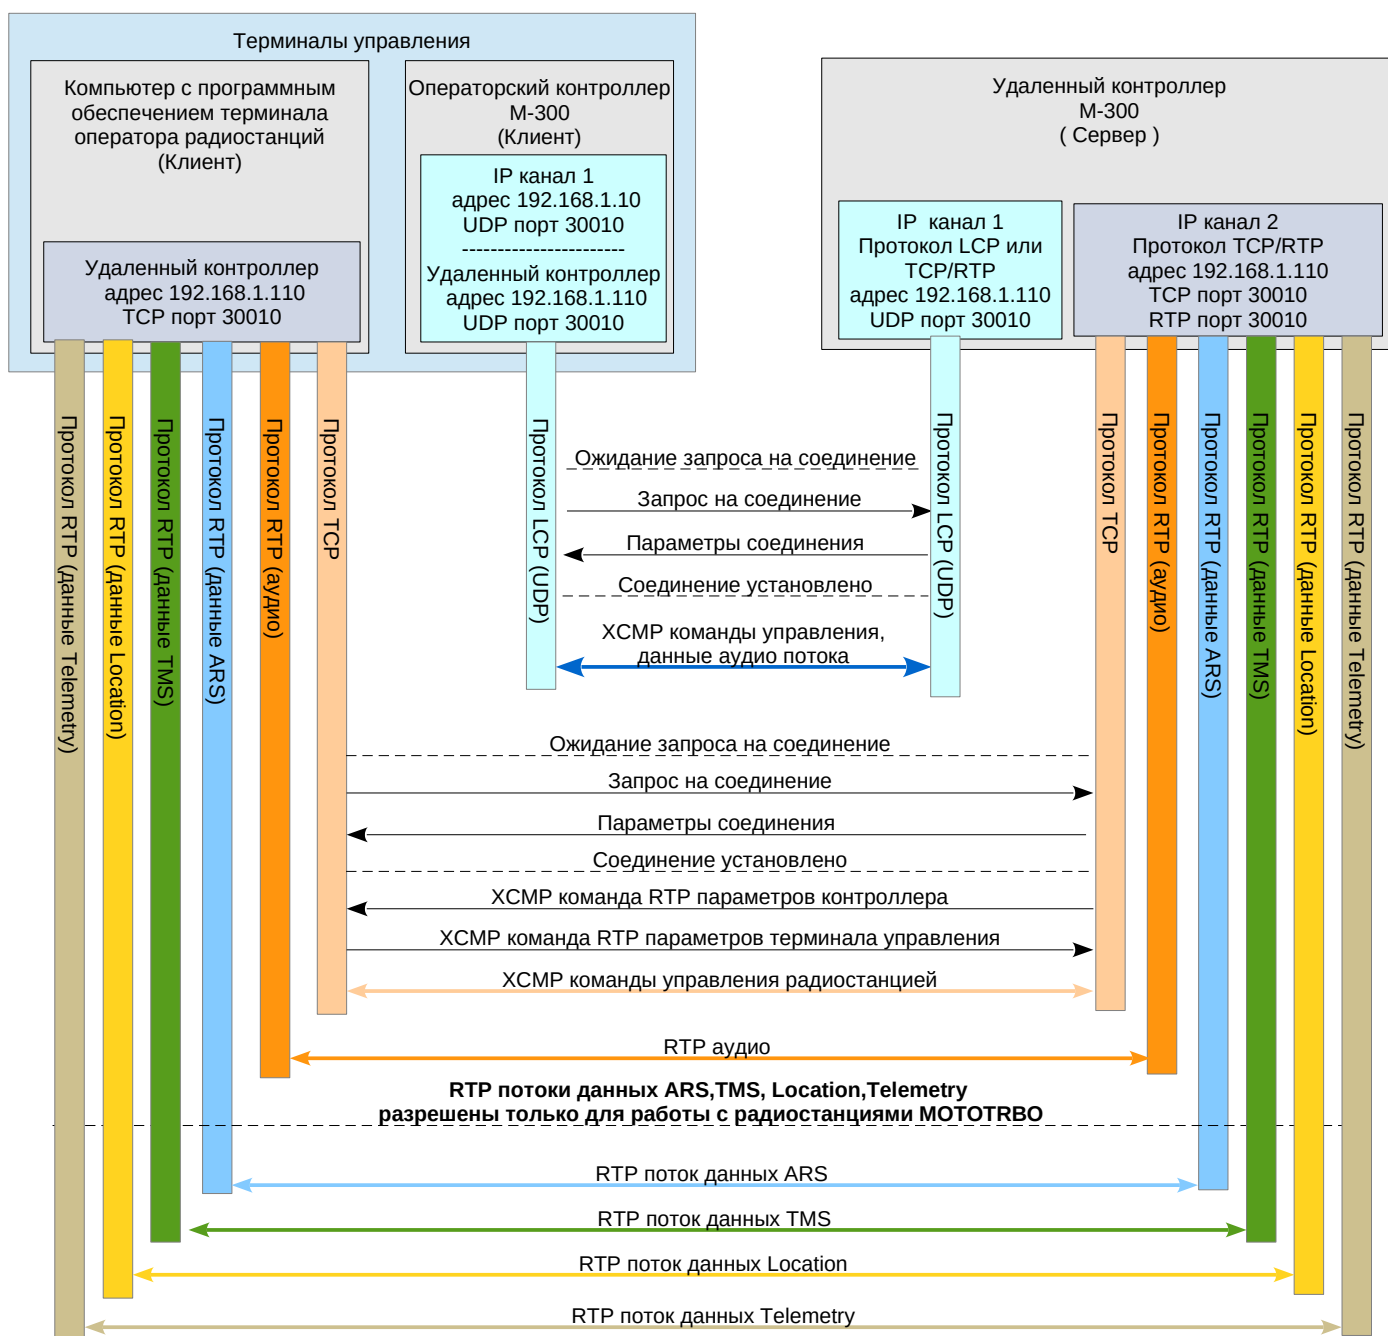 Терминалы управления
Компьютер с программным
обеспечением терминала
оператора радиостанций
(Клиент)
Операторский контроллер
М-300
(Клиент)
Удаленный контроллер
М-300
( Сервер )
IP канал 1
адрес 192.168.1.10
UDP порт 30010
-----------------------
Удаленный контроллер
адрес 192.168.1.110
UDP порт 30010
Удаленный контроллер
адрес 192.168.1.110
TCP порт 30010
IP канал 1
Протокол LCP или
TCP/RTP
адрес 192.168.1.110
UDP порт 30010
IP канал 2
Протокол TCP/RTP
адрес 192.168.1.110
TCP порт 30010
RTP порт 30010
Протокол RTP (данные Telemetry)
Протокол RTP (данные Location)
Протокол RTP (данные TMS)
Протокол RTP (данные ARS)
Протокол RTP (аудио)
Протокол TCP
Протокол LCP (UDP)
Протокол LCP (UDP)
Протокол TCP
Протокол RTP (аудио)
Протокол RTP (данные ARS)
Протокол RTP (данные TMS)
Протокол RTP (данные Location)
Протокол RTP (данные Telemetry)
Ожидание запроса на соединение
Запрос на соединение
Параметры соединения
Соединение установлено
XCMP команды управления,
данные аудио потока
Ожидание запроса на соединение
Запрос на соединение
Параметры соединения
Соединение установлено
XCMP команда RTP параметров контроллера
XCMP команда RTP параметров терминала управления
XCMP команды управления радиостанцией
RTP аудио
RTP потоки данных ARS,TMS, Location,Telemetry
разрешены только для работы с радиостанциями MOTOTRBO
RTP поток данных ARS
RTP поток данных TMS
RTP поток данных Location
RTP поток данных Telemetry